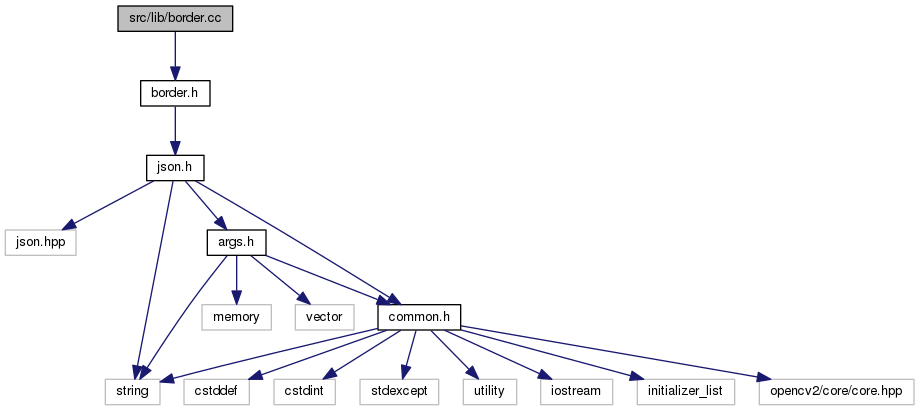 src/lib/border.cc
border.h
json.h
json.hpp
args.h
memory
vector
common.h
string
cstddef
cstdint
stdexcept
utility
iostream
initializer_list
opencv2/core/core.hpp